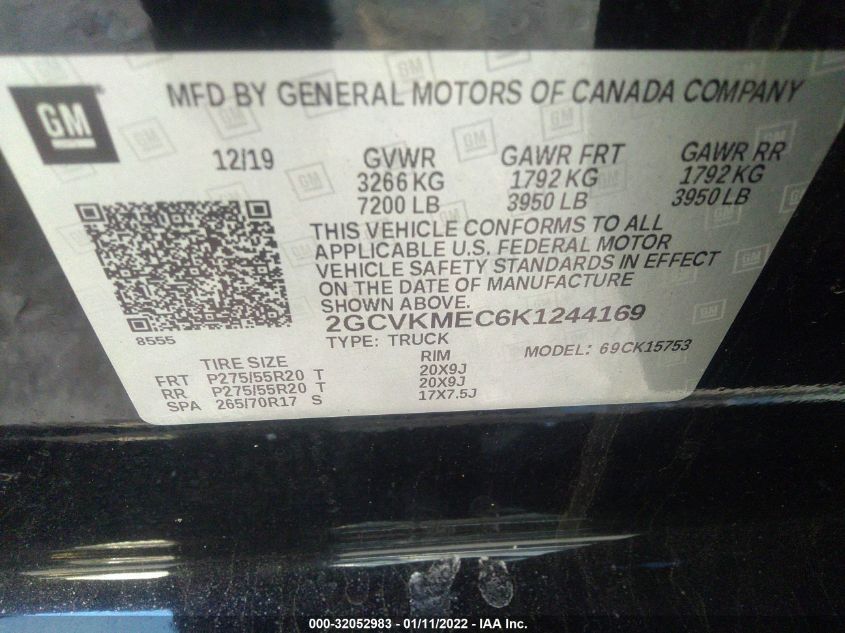 MFD BY GENERAL MOTORS OF CANADA COMPANY
GM
12/19 GVWR GAWR FRT GAWR RR
3266 KG 1792 KG 1792 KG
7200 LB 3950 LB 3950 LB
THIS VEHICLE CONFORMS TO ALL
APPLICABLE U.S. FEDERAL MOTOR
VEHICLE SAFETY STANDARDS IN EFFECT
ON THE DATE OF MANUFACTURE
SHOWN ABOVE.
2GCVKMEC6K1244169
8555
TYPE: TRUCK MODEL: 69CK15753
TIRE SIZE RIM
FRT P275/55R20 T 20X9J
RR P275/55R20 T 20X9J
SPA 265/70R17 S 17X7.5J
000-32052983 - 01/11/2022 - IAA Inc.